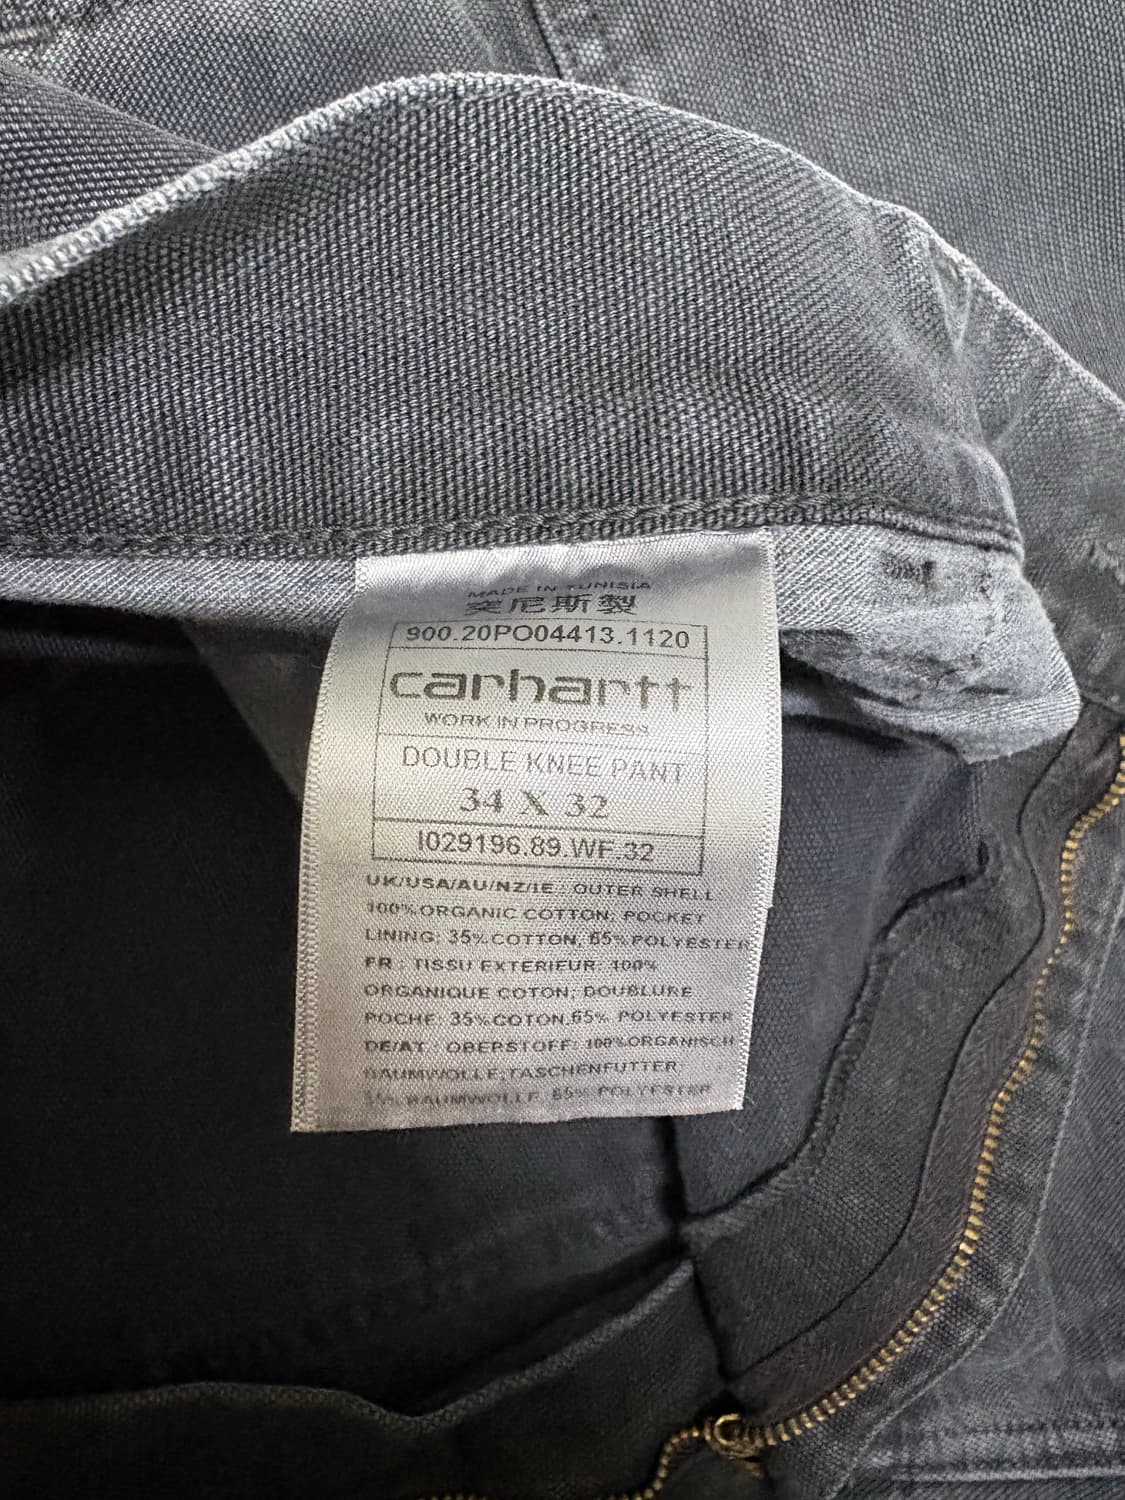 MADE IN TUNISIA
突尼斯製
900.20PO04413.1120
carhartt
WORK IN PROGRESS
DOUBLE KNEE PANT
34 X 32
I029196.89.WF.32
UK/USA/AU/NZ/IE : OUTER SHELL:
100% ORGANIC COTTON; POCKET
LINING: 35% COTTON, 65% POLYESTER
FR : TISSU EXTERIEUR: 100%
ORGANIQUE COTON; DOUBLURE
POCHE: 35% COTON,65% POLYESTER
DE/AT : OBERSTOFF: 100% ORGANISCH
BAUMWOLLE;TASCHENFUTTER:
35% BAUMWOLLE, 65% POLYESTER